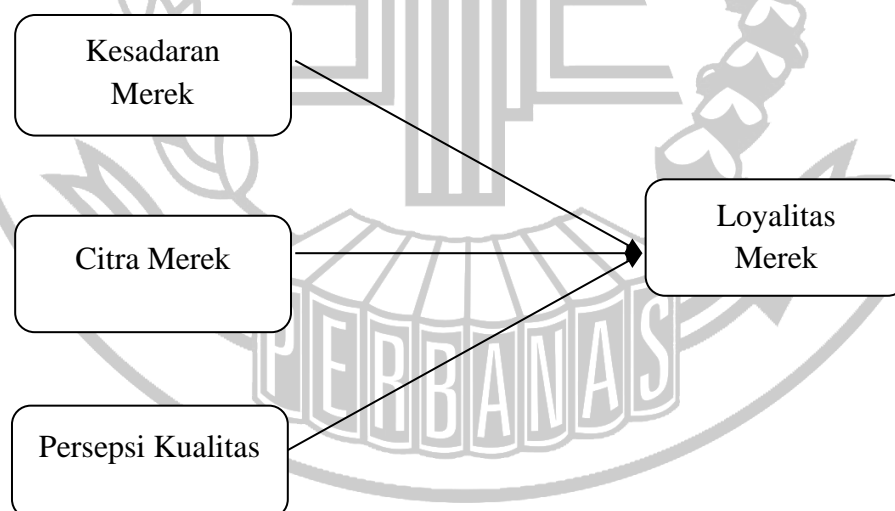 Kesadaran
Merek
Citra Merek
Loyalitas
Merek
Persepsi Kualitas
PERBANAS